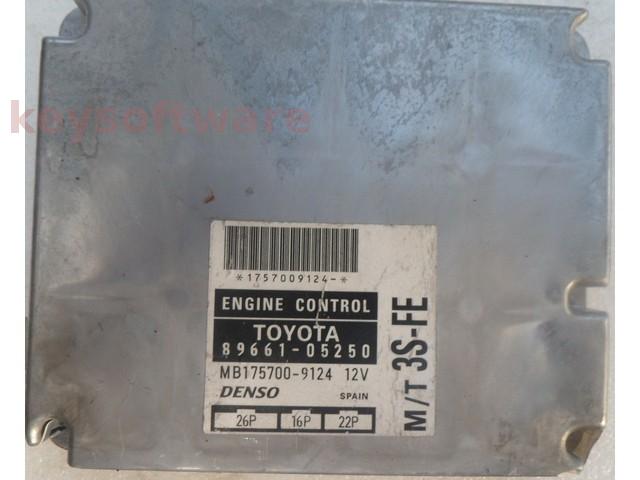 keysoftware
*1757009124-*
ENGINE CONTROL
TOYOTA
89661-05250
MB175700-9124 12V
DENSO SPAIN
26P 16P 22P
M/T 3S-FE